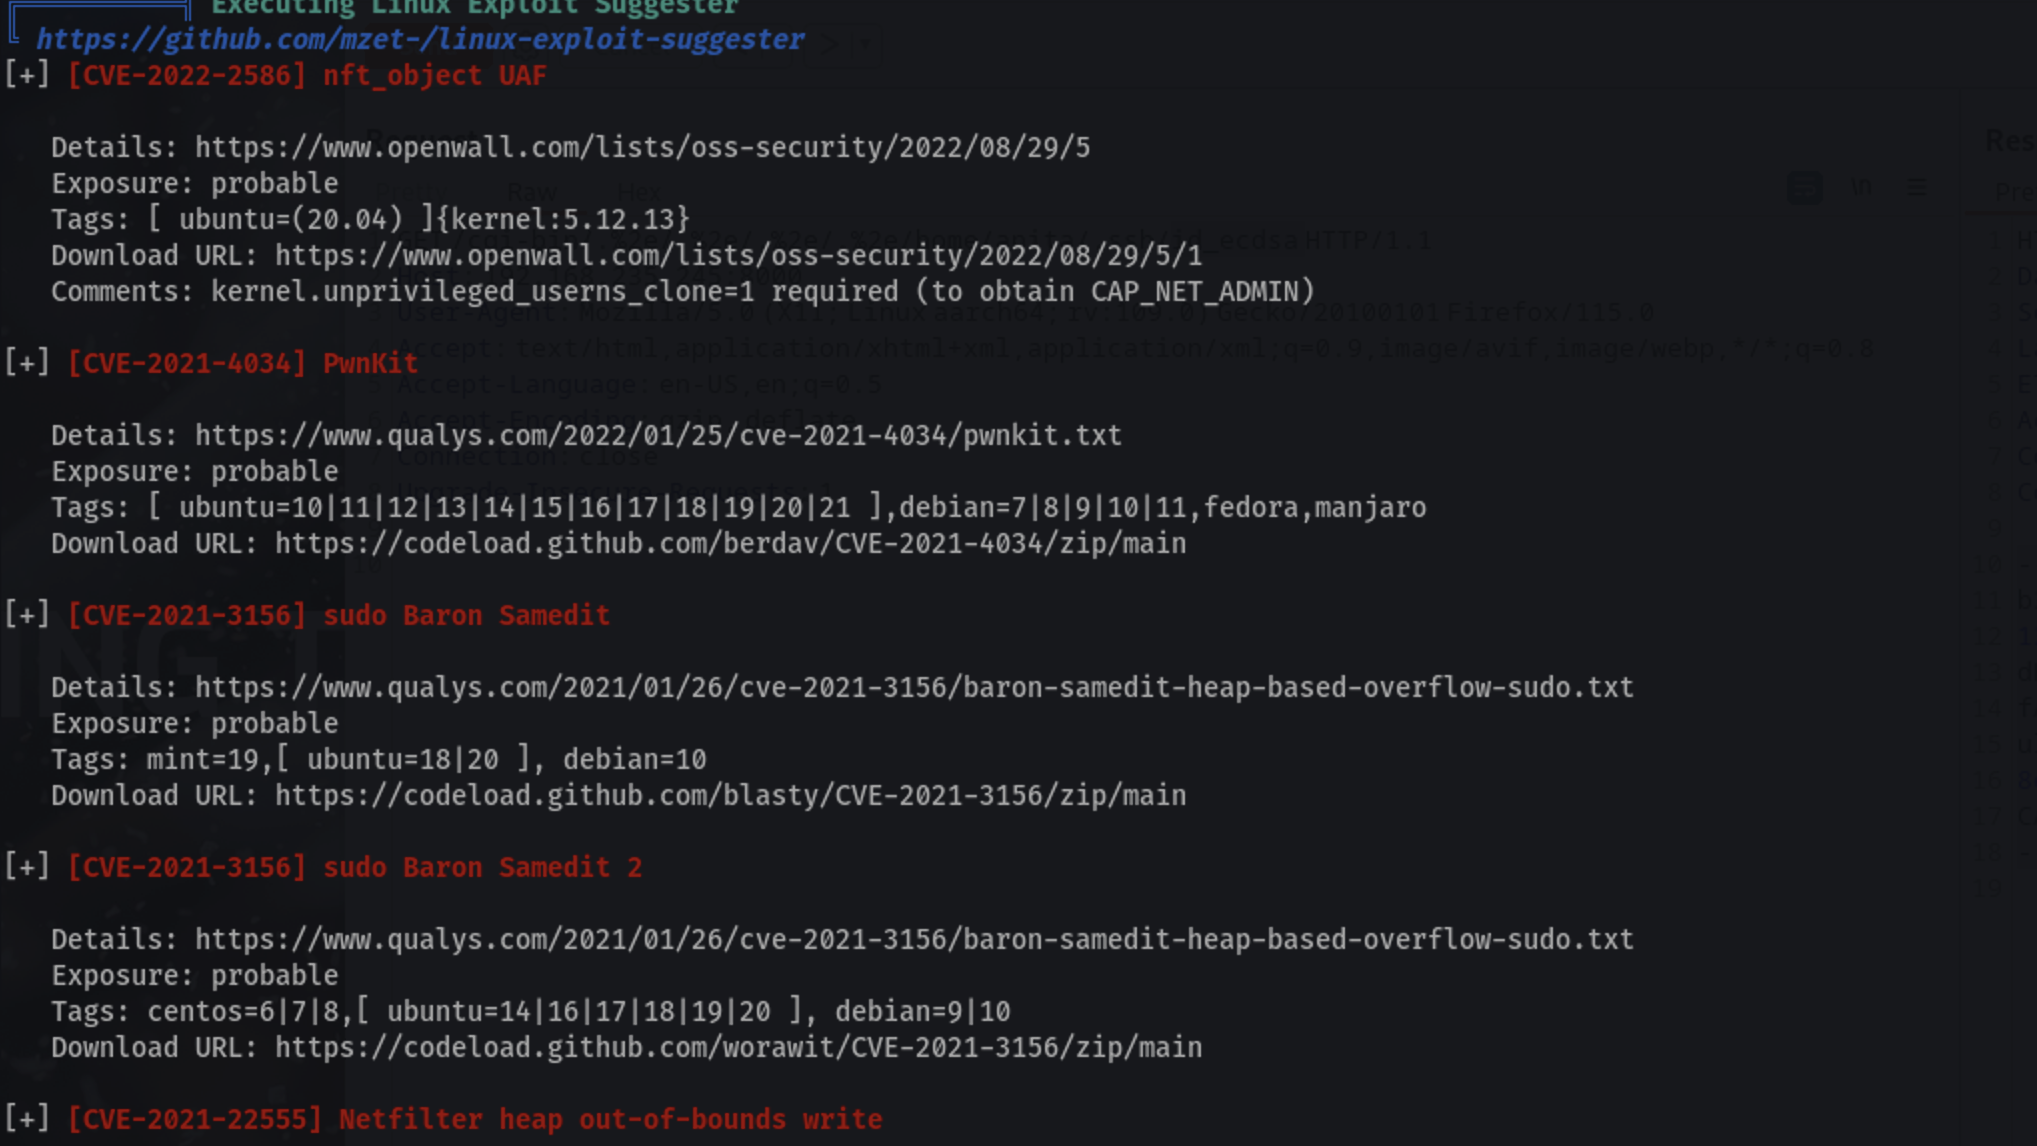 Executing Linux Exploit Suggester
https://github.com/mzet-/linux-exploit-suggester
[+] [CVE-2022-2586] nft_object UAF
Details: https://www.openwall.com/lists/oss-security/2022/08/29/5
Exposure: probable
Tags: [ ubuntu=(20.04) ]{kernel:5.12.13}
Download URL: https://www.openwall.com/lists/oss-security/2022/08/29/5/1
Comments: kernel.unprivileged_userns_clone=1 required (to obtain CAP_NET_ADMIN)
[+] [CVE-2021-4034] PwnKit
Details: https://www.qualys.com/2022/01/25/cve-2021-4034/pwnkit.txt
Exposure: probable
Tags: [ ubuntu=10|11|12|13|14|15|16|17|18|19|20|21 ],debian=7|8|9|10|11,fedora,manjaro
Download URL: https://codeload.github.com/berdav/CVE-2021-4034/zip/main
[+] [CVE-2021-3156] sudo Baron Samedit
Details: https://www.qualys.com/2021/01/26/cve-2021-3156/baron-samedit-heap-based-overflow-sudo.txt
Exposure: probable
Tags: mint=19,[ ubuntu=18|20 ], debian=10
Download URL: https://codeload.github.com/blasty/CVE-2021-3156/zip/main
[+] [CVE-2021-3156] sudo Baron Samedit 2
Details: https://www.qualys.com/2021/01/26/cve-2021-3156/baron-samedit-heap-based-overflow-sudo.txt
Exposure: probable
Tags: centos=6|7|8,[ ubuntu=14|16|17|18|19|20 ], debian=9|10
Download URL: https://codeload.github.com/worawit/CVE-2021-3156/zip/main
[+] [CVE-2021-22555] Netfilter heap out-of-bounds write